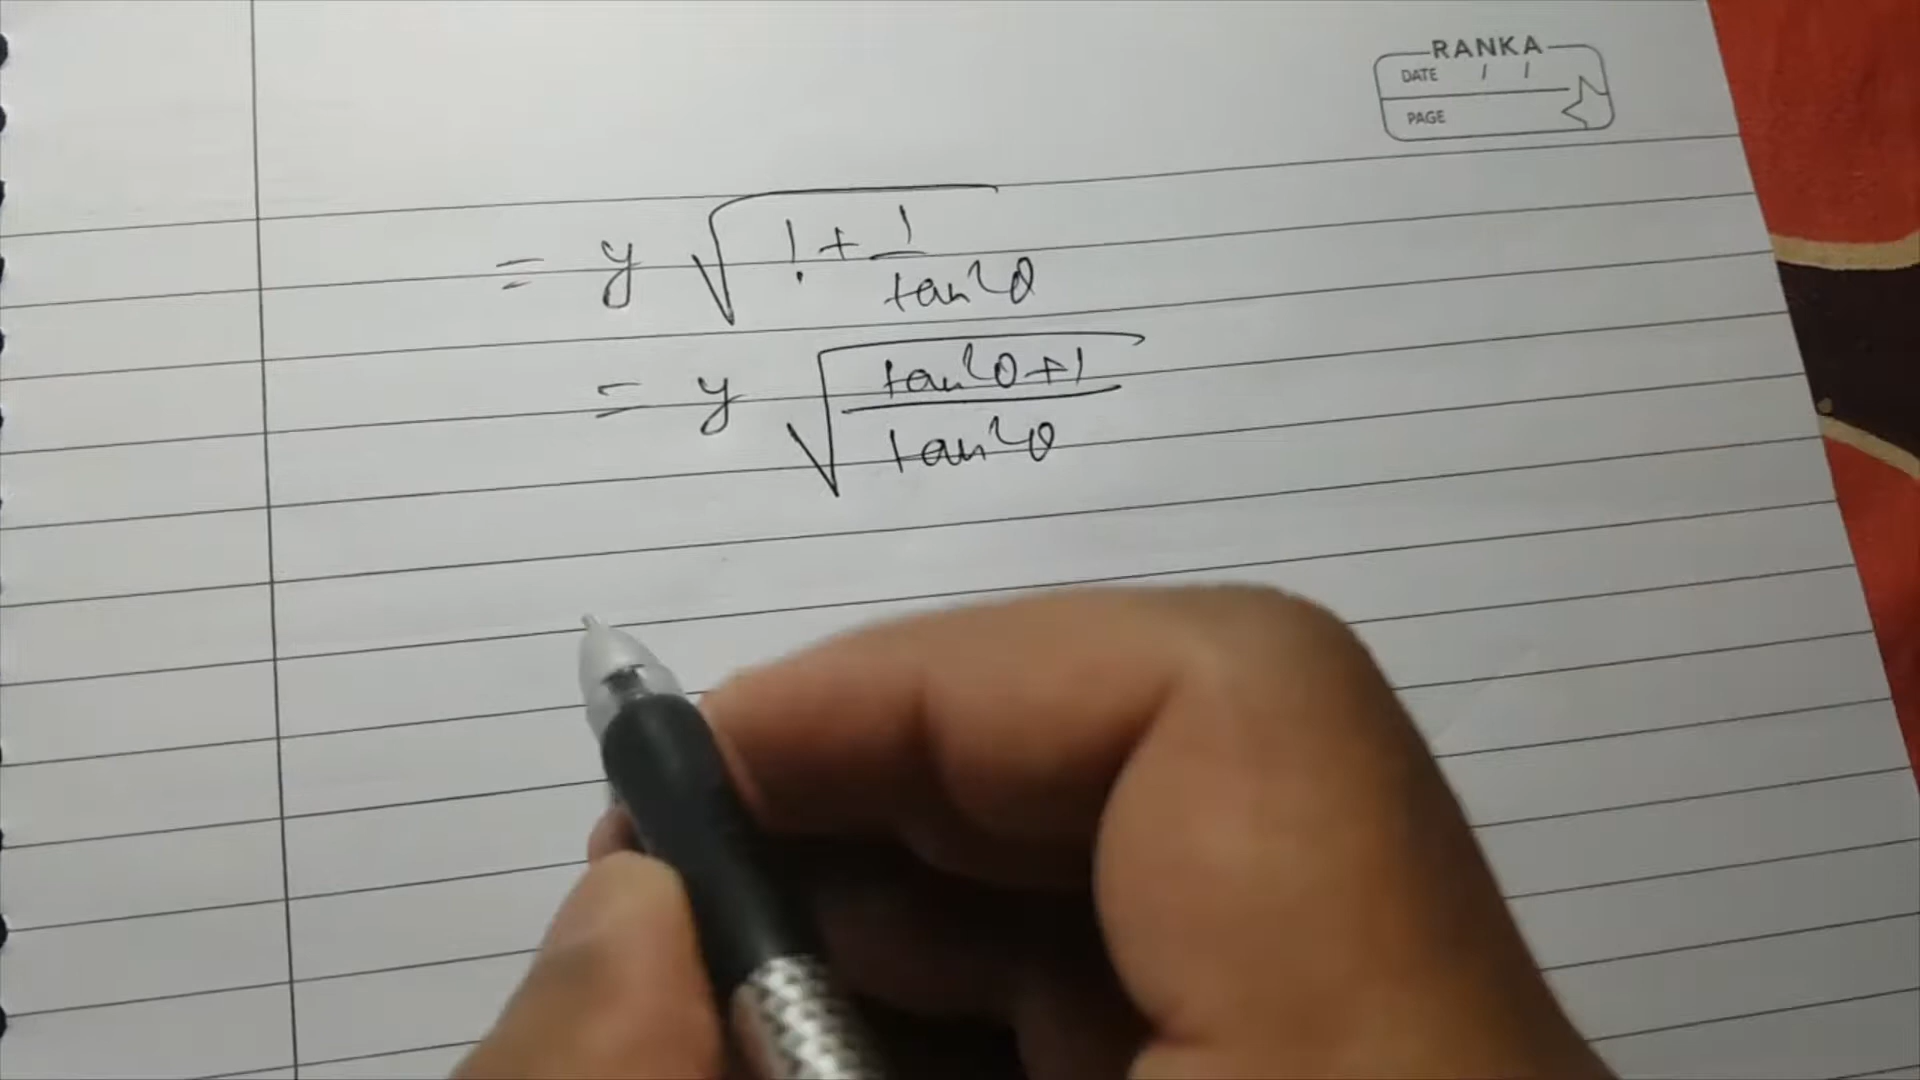 RANKA
DATE / /
PAGE
= y √(1 + 1/tan²θ)
= y √((tan²θ+1)/tan²θ)